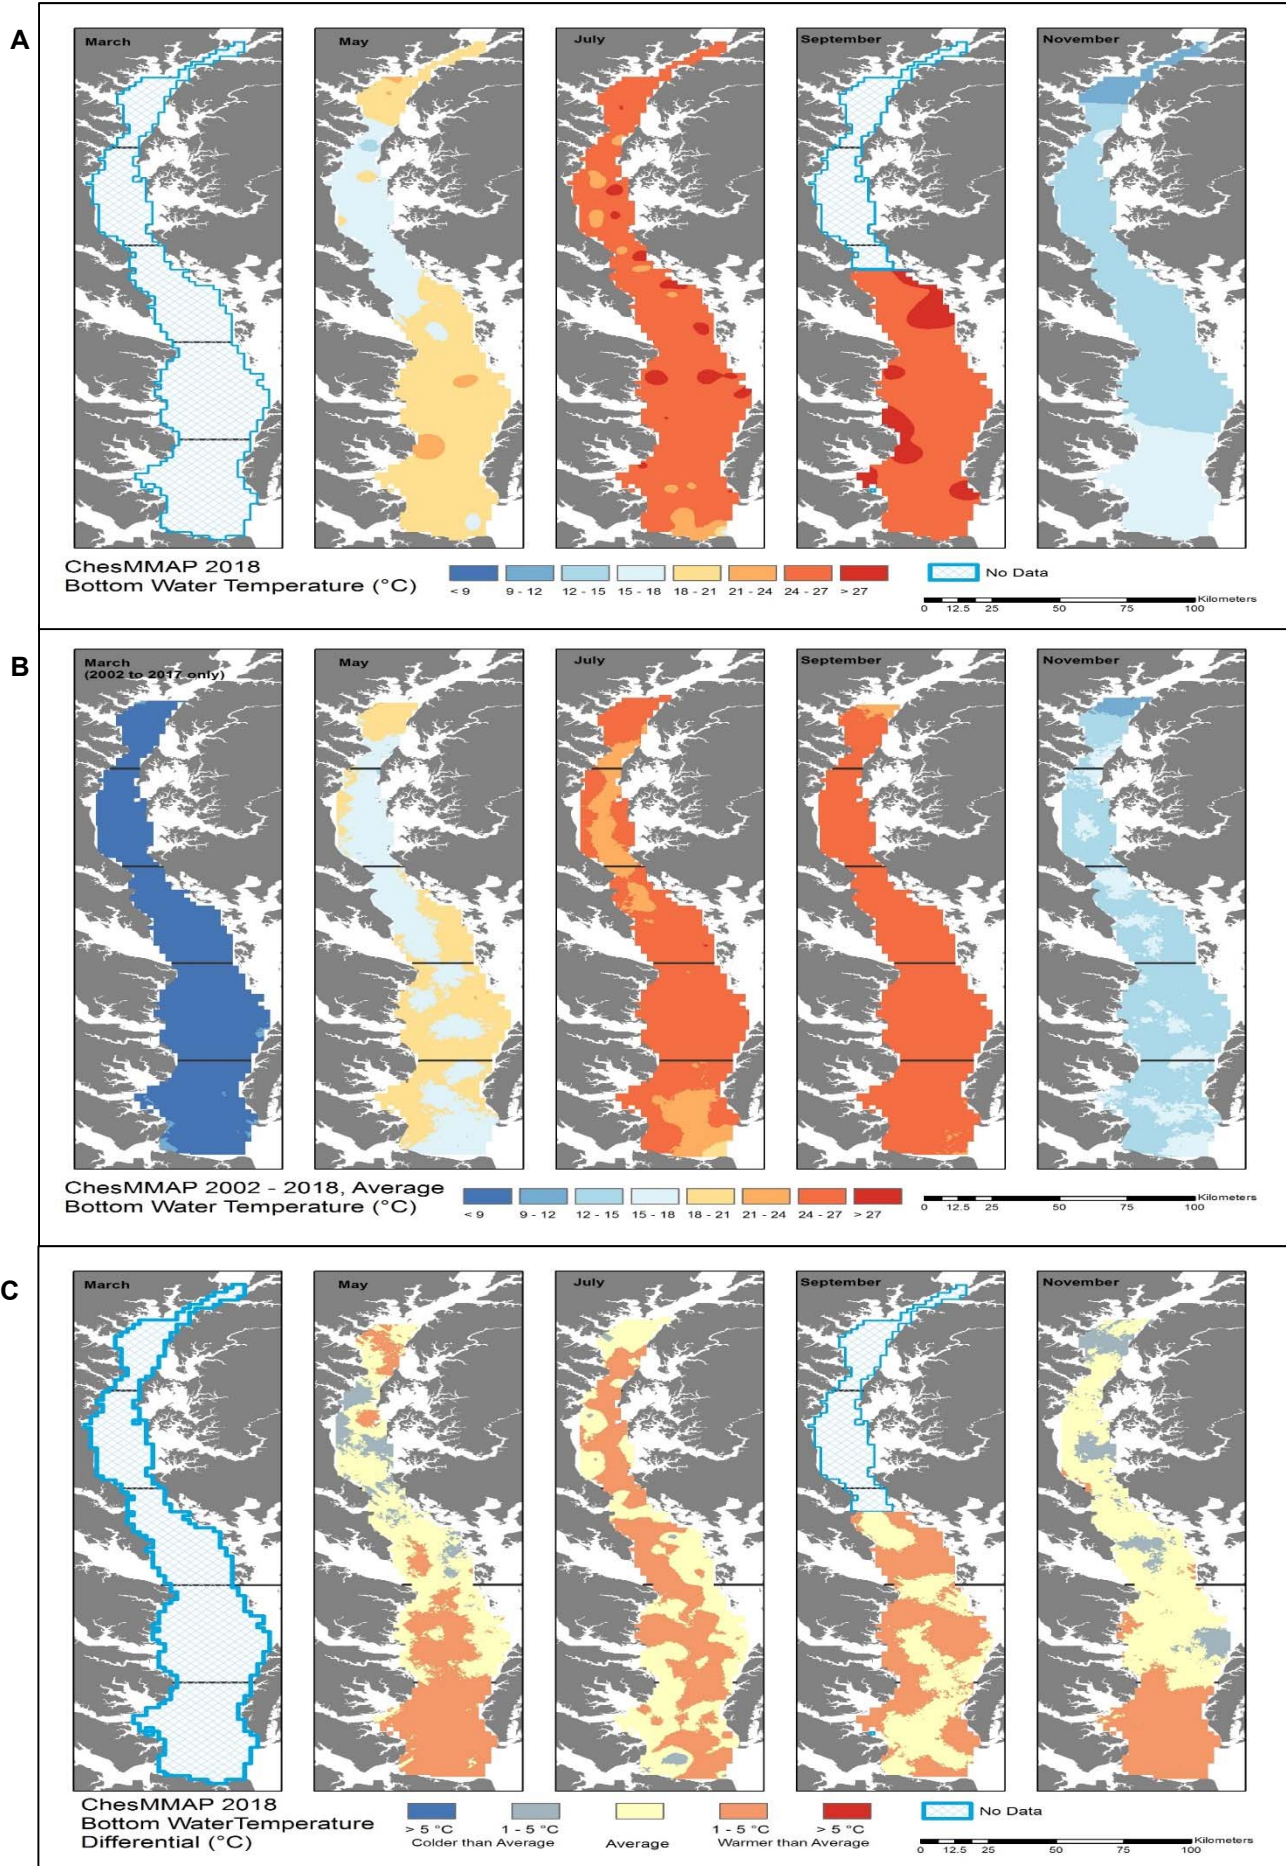 A
March
May
July
September
November
ChesMMAP 2018
Bottom Water Temperature (°C)
< 9
9 - 12
12 - 15
15 - 18
18 - 21
21 - 24
24 - 27
> 27
No Data
Kilometers
0 12.5 25 50 75 100
B
March
(2002 to 2017 only)
May
July
September
November
ChesMMAP 2002 - 2018, Average
Bottom Water Temperature (°C)
< 9
9 - 12
12 - 15
15 - 18
18 - 21
21 - 24
24 - 27
> 27
Kilometers
0 12.5 25 50 75 100
C
March
May
July
September
November
ChesMMAP 2018
Bottom WaterTemperature
Differential (°C)
> 5 °C
1 - 5 °C
Colder than Average
Average
1 - 5 °C
> 5 °C
Warmer than Average
No Data
Kilometers
0 12.5 25 50 75 100